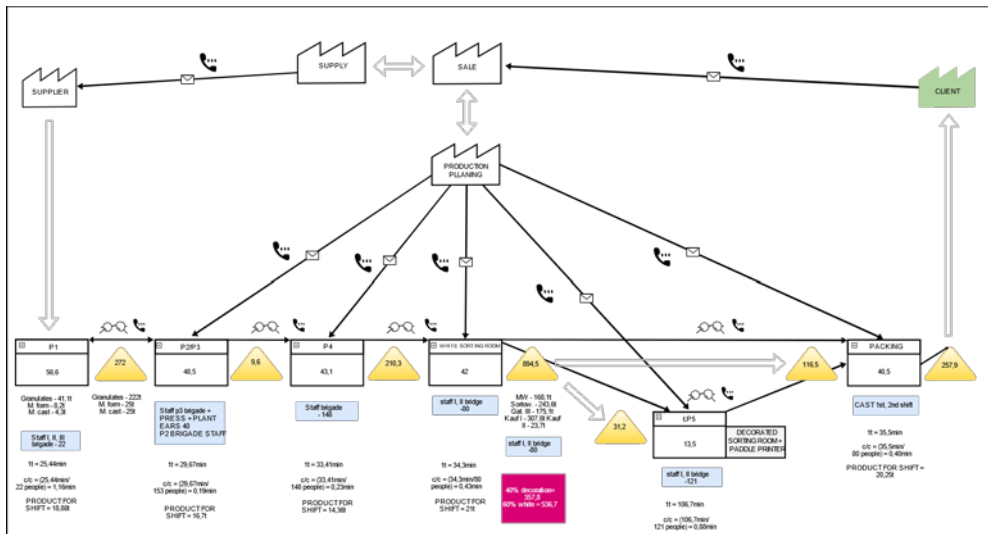 SUPPLY
SALE
SUPPLIER
CLIENT
PRODUCTION
PLLANING
P1
56,6
272
P2/P3
48,5
9,6
P4
43,1
210,3
WHITE SORTING ROOM
42
894,5
116,5
PACKING
40,5
257,9
Granulates - 41,1t
M. form - 8,2t
M. cast - 4,3t
Staff I, II, III
brigade - 22
1t = 25,44min
c/c = (25,44min/
22 people) = 1,16min
PRODUCT FOR
SHIFT = 18,88t
Granulates - 222t
M. form - 25t
M. cast - 25t
Staff p3 brigade +
PRESS + PLANT
EARS 40
P2 BRIGADE STAFF
1t = 29,67min
c/c = (29,67min/
153 people) = 0,19min
PRODUCT FOR
SHIFT = 16,7t
Staff brigade
- 148
1t = 33,41min
c/c = (33,41min/
148 people) = 0,23min
PRODUCT FOR
SHIFT = 14,36t
staff I, II bridge
-80
1t = 34,3min
c/c = (34,3min/80
people) = 0,43min
PRODUCT FOR
SHIFT = 21t
MW - 168,1t
Sortow. - 243,6t
Gat. III - 175,1t
Kauf I - 307,6t Kauf
II - 23,7t
staff I, II bridge
-80
40% decoration=
357,8
60% white = 536,7
31,2
ŁP5
13,5
DECORATED
SORTING ROOM +
PADDLE PRINTER
staff I, II bridge
-121
1t = 106,7min
c/c = (106,7min/
121 people) = 0,88min
CAST 1st, 2nd shift
1t = 35,5min
c/c = (35,5min/
80 people) = 0,40min
PRODUCT FOR SHIFT =
20,25t